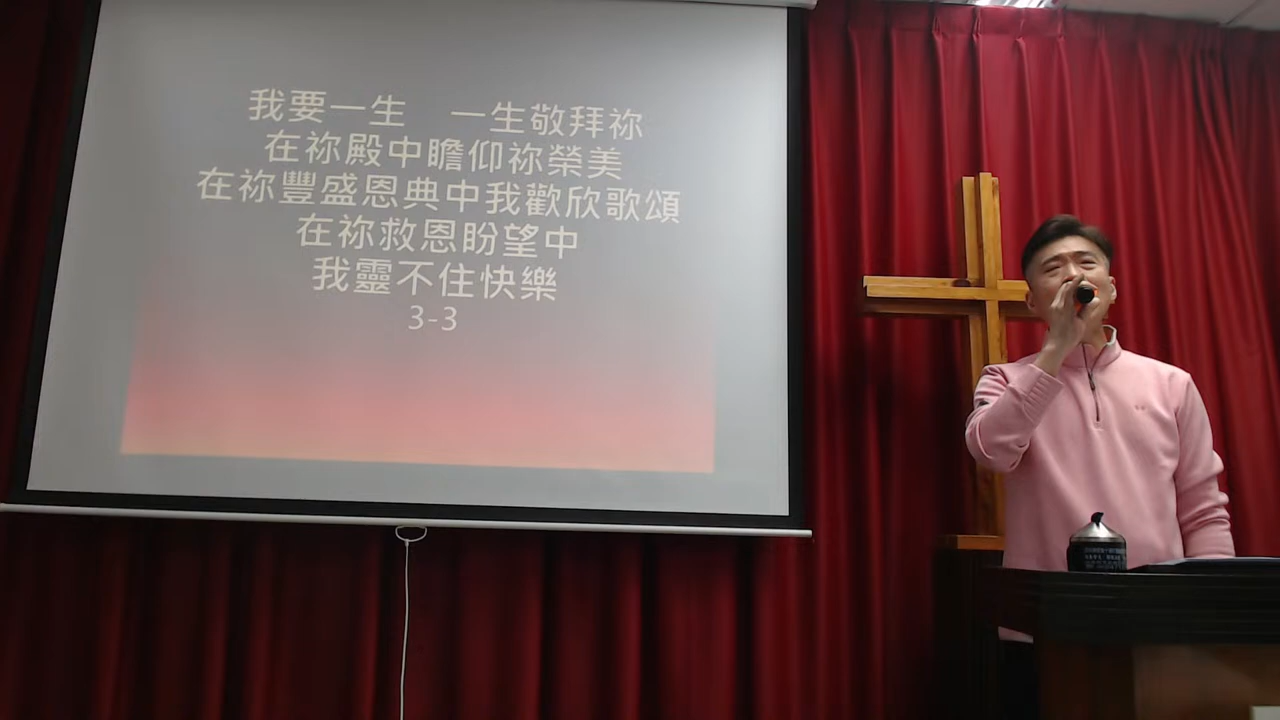 我要一生　一生敬拜祢
在祢殿中瞻仰祢榮美
在祢豐盛恩典中我歡欣歌頌
在祢救恩盼望中
我靈不住快樂
3-3